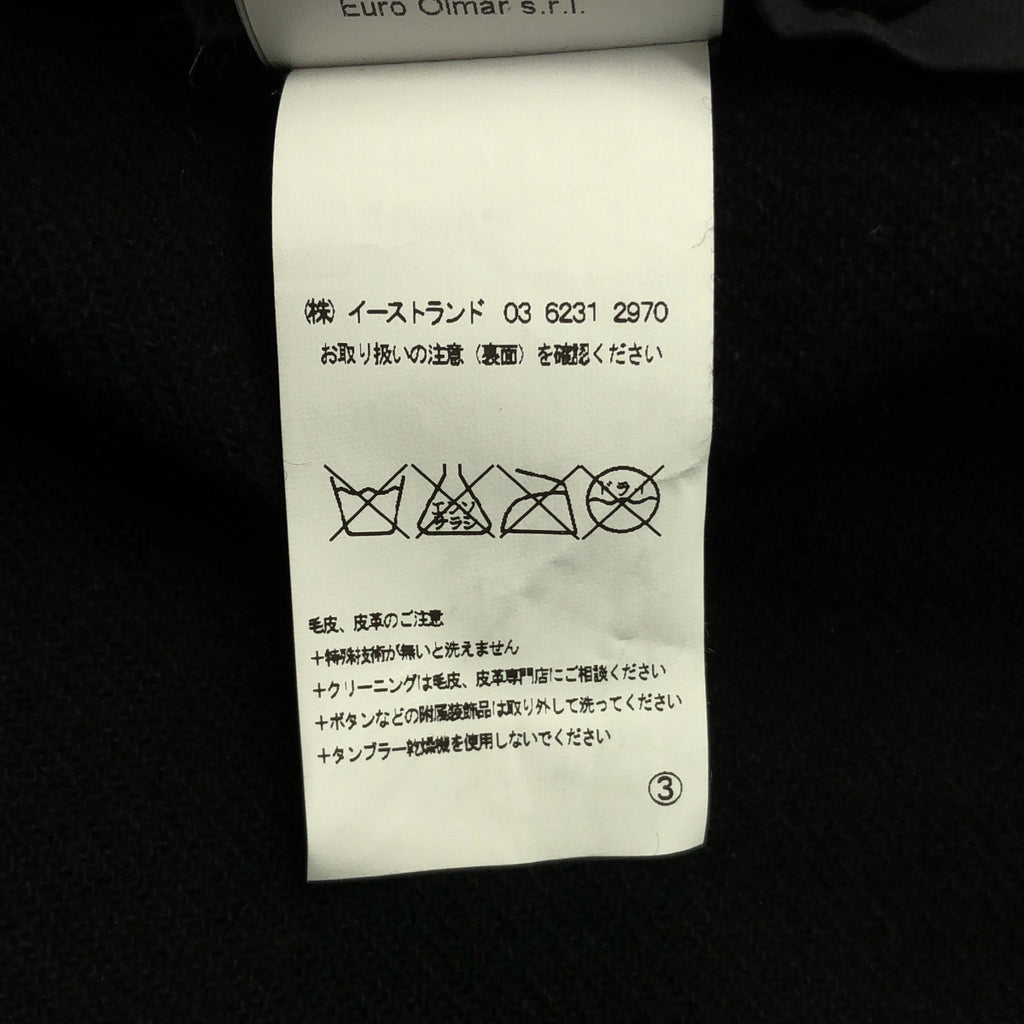 Euro Olmar s.r.l.
㈱ イーストランド 03 6231 2970
お取り扱いの注意（裏面）を確認ください
エンソ
サラシ
ドライ
毛皮、皮革のご注意
+特殊技術が無いと洗えません
+クリーニングは毛皮、皮革専門店にご相談ください
+ボタンなどの附属装飾品は取り外して洗ってください
+タンブラー乾燥機を使用しないでください
③